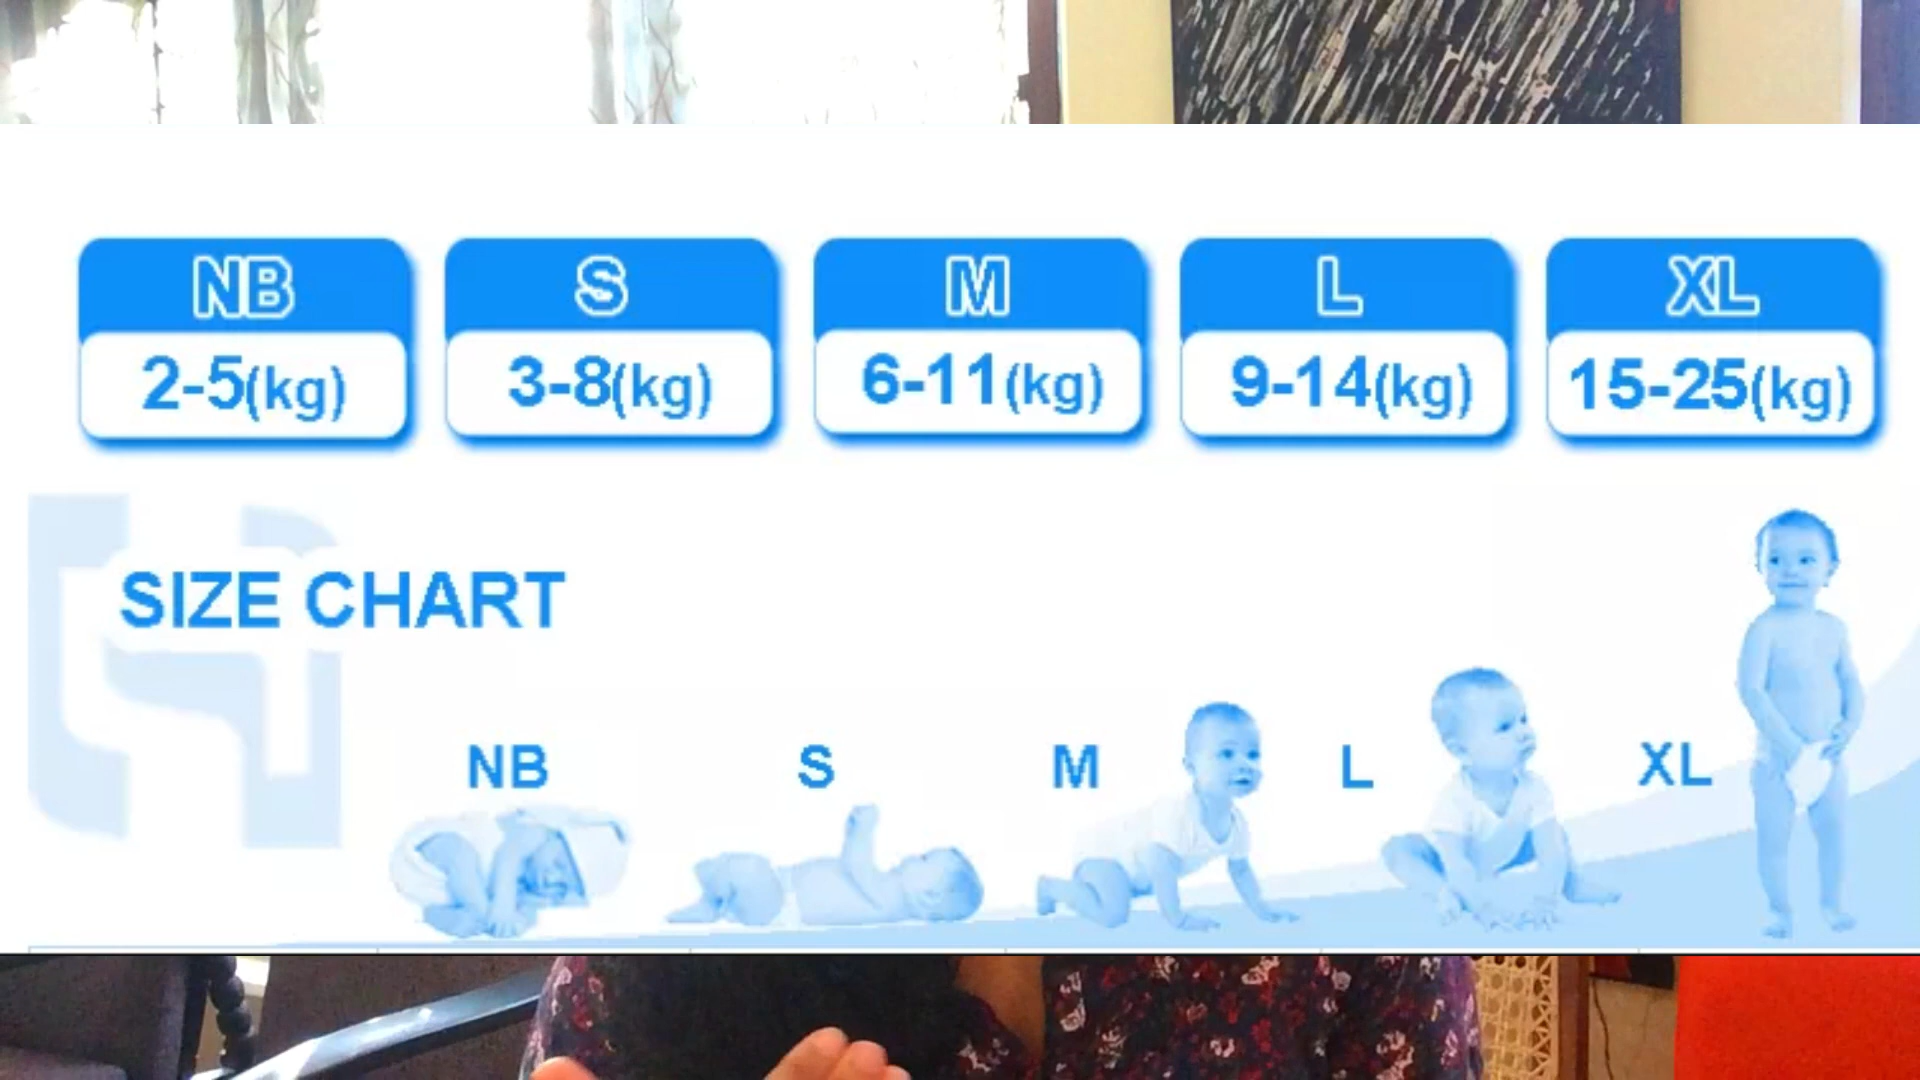 NB S M L XL
2-5(kg) 3-8(kg) 6-11(kg) 9-14(kg) 15-25(kg)
SIZE CHART
NB S M L XL